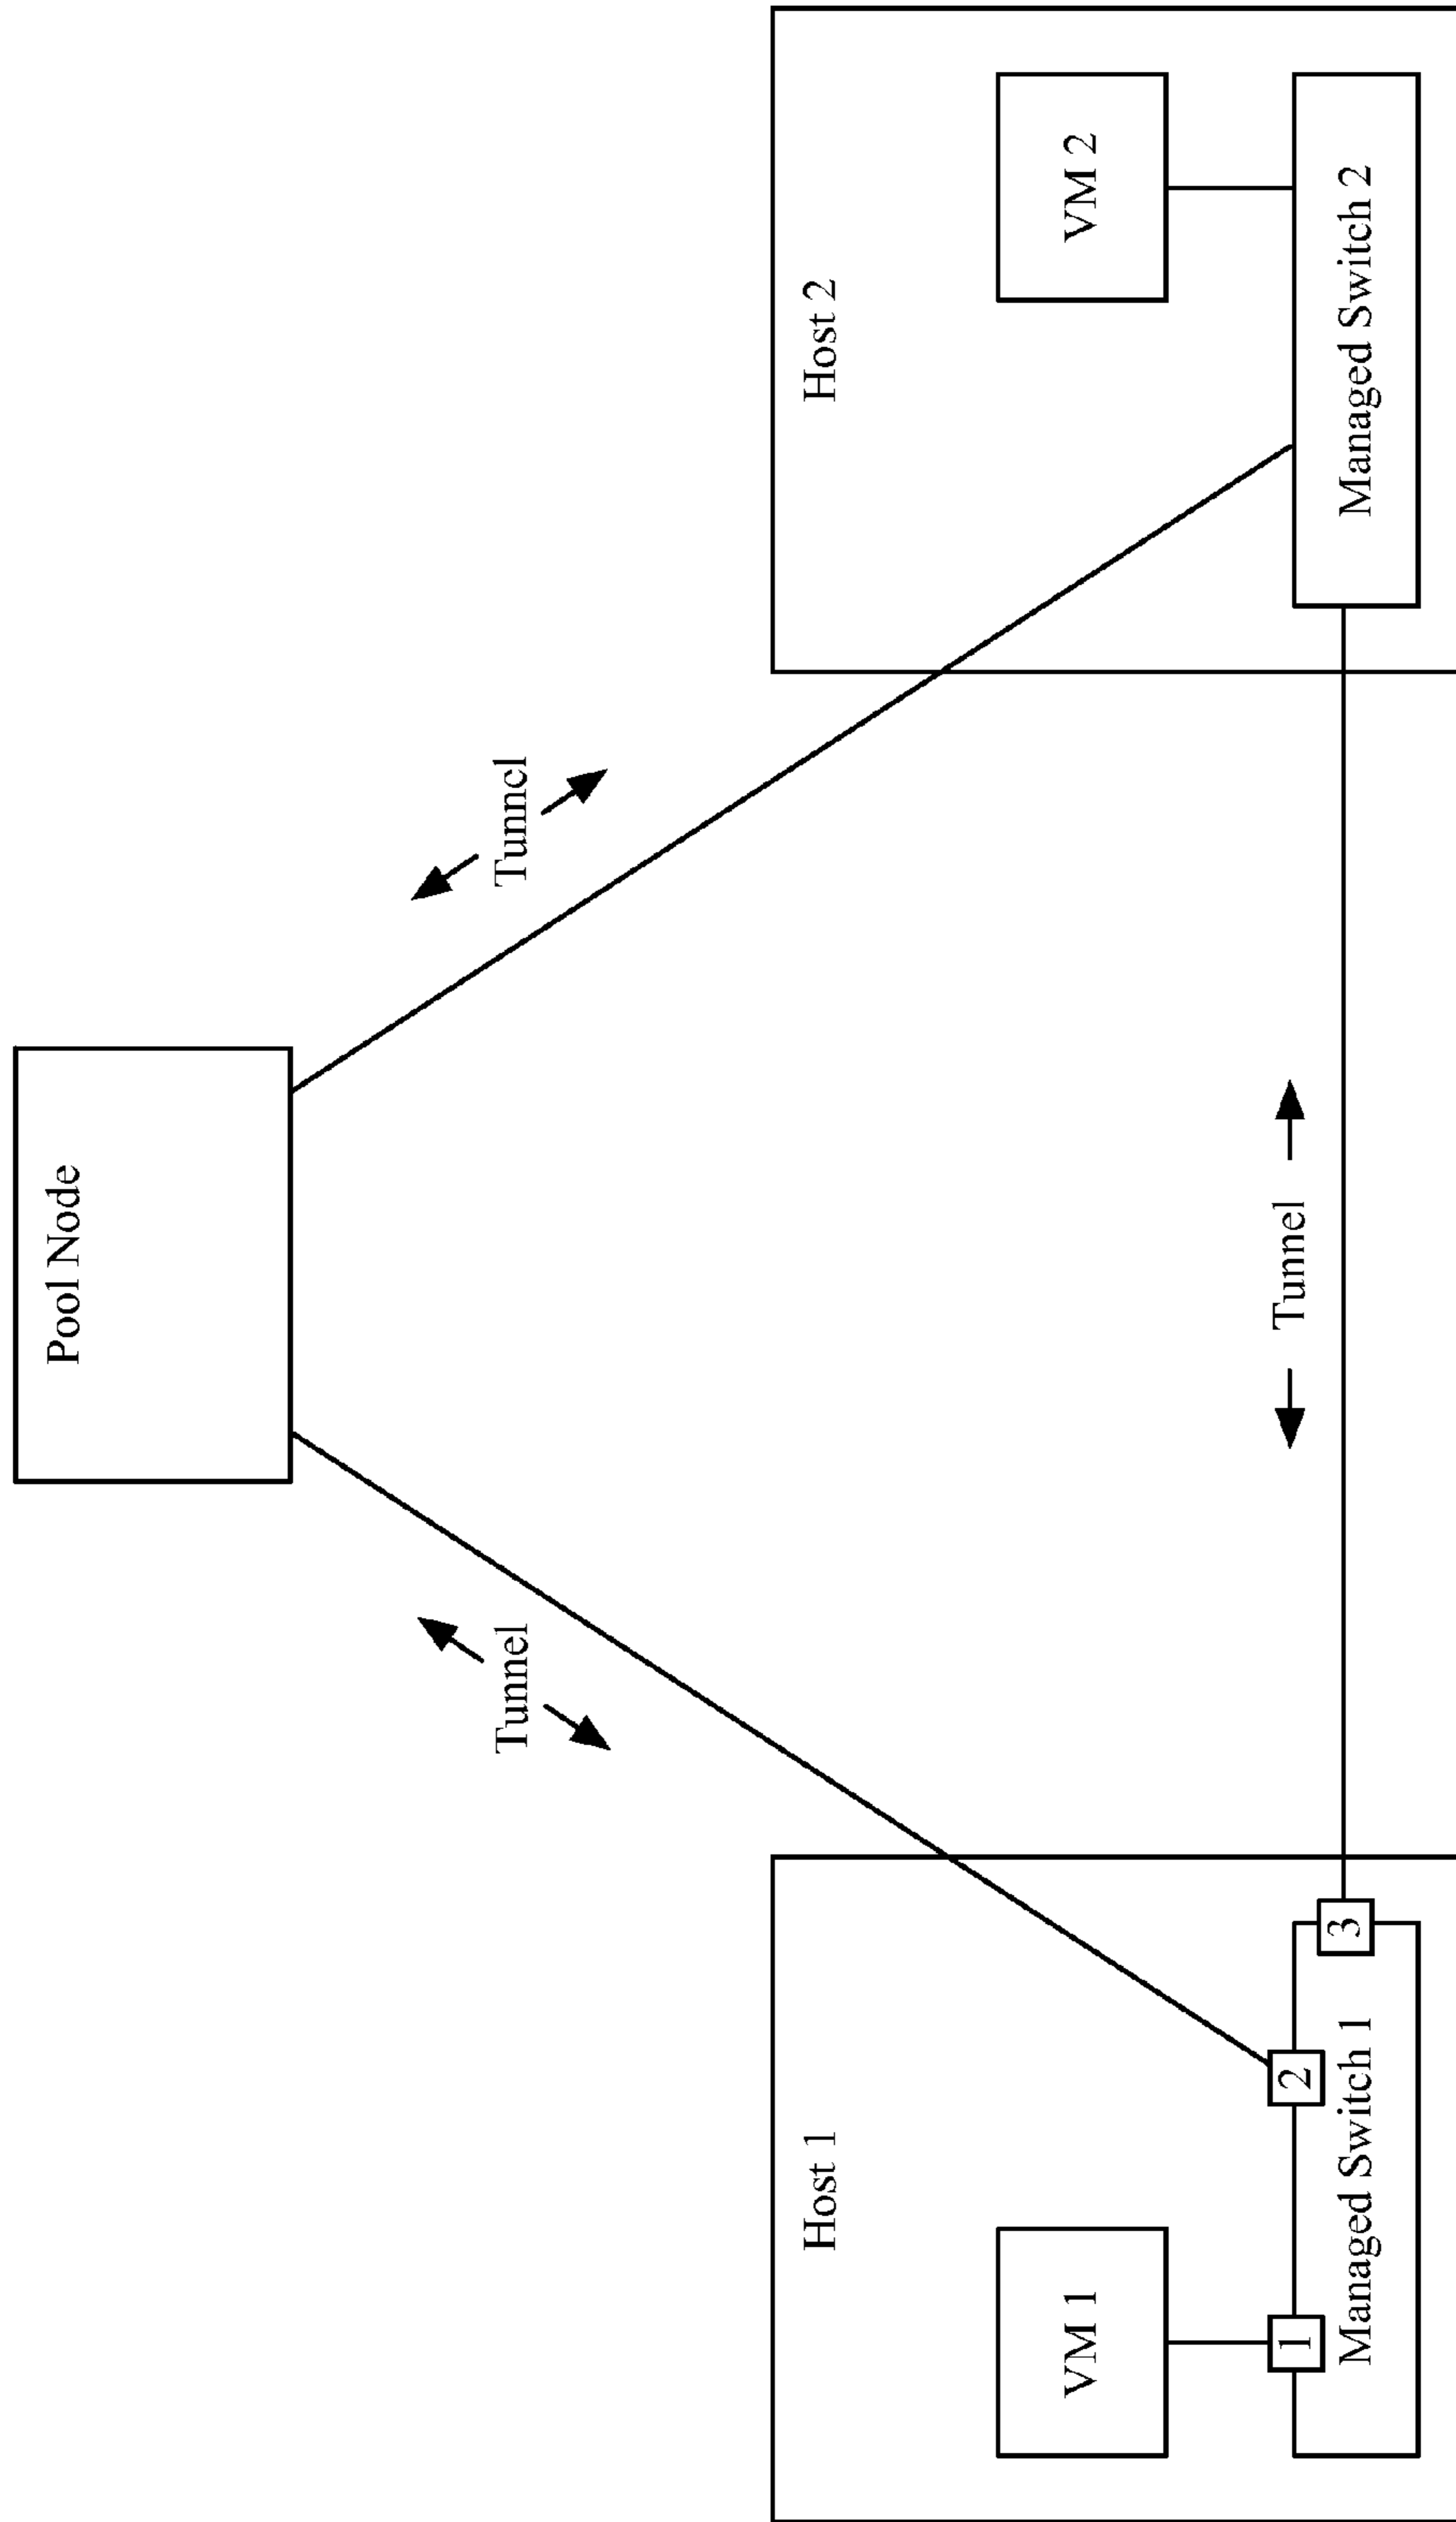 Pool Node
Tunnel
Tunnel
Host 1
Host 2
VM 1
VM 2
1
2
3
Tunnel
Managed Switch 1
Managed Switch 2